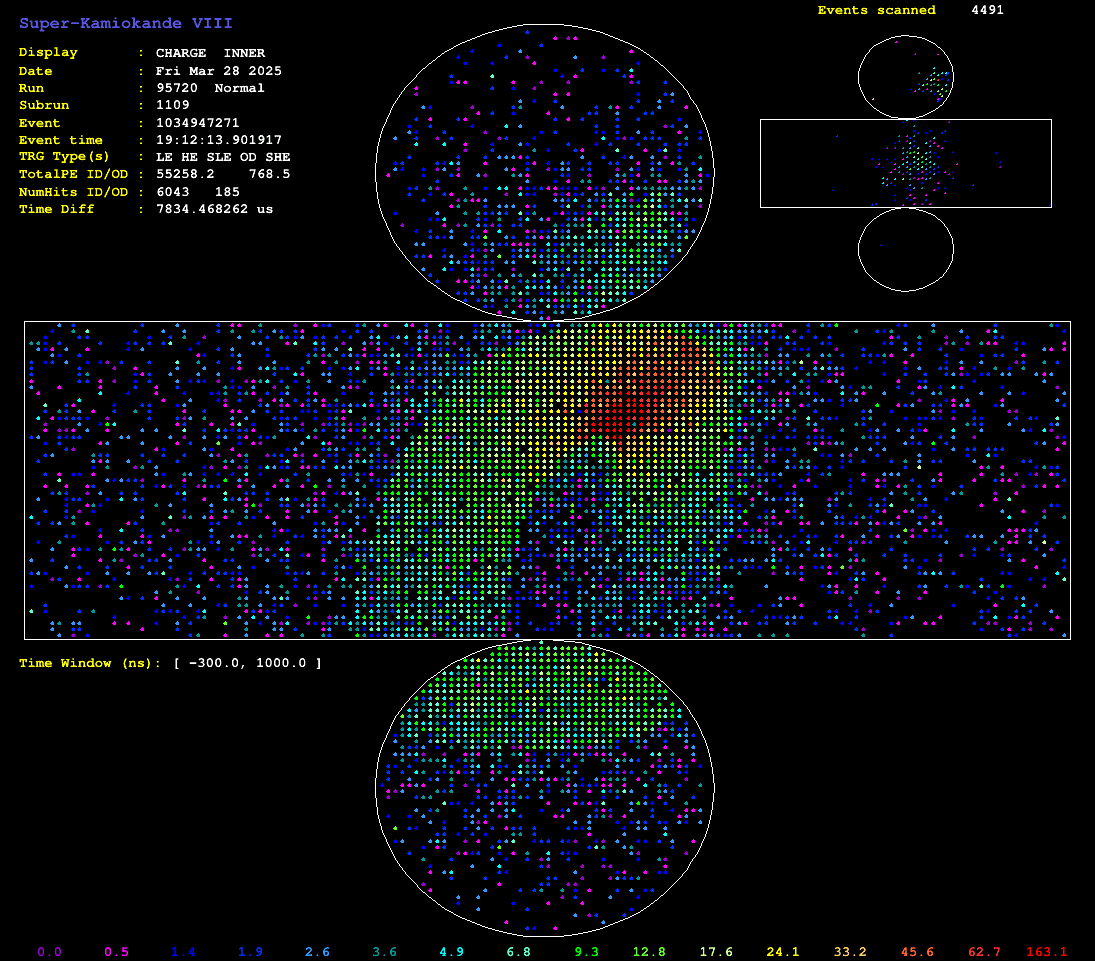 Super-Kamiokande VIII
Events scanned 4491
Display : CHARGE INNER
Date : Fri Mar 28 2025
Run : 95720 Normal
Subrun : 1109
Event : 1034947271
Event time : 19:12:13.901917
TRG Type(s) : LE HE SLE OD SHE
TotalPE ID/OD : 55258.2 768.5
NumHits ID/OD : 6043 185
Time Diff : 7834.468262 us
Time Window (ns): [ -300.0, 1000.0 ]
0.0 0.5 1.4 1.9 2.6 3.6 4.9 6.8 9.3 12.8 17.6 24.1 33.2 45.6 62.7 163.1